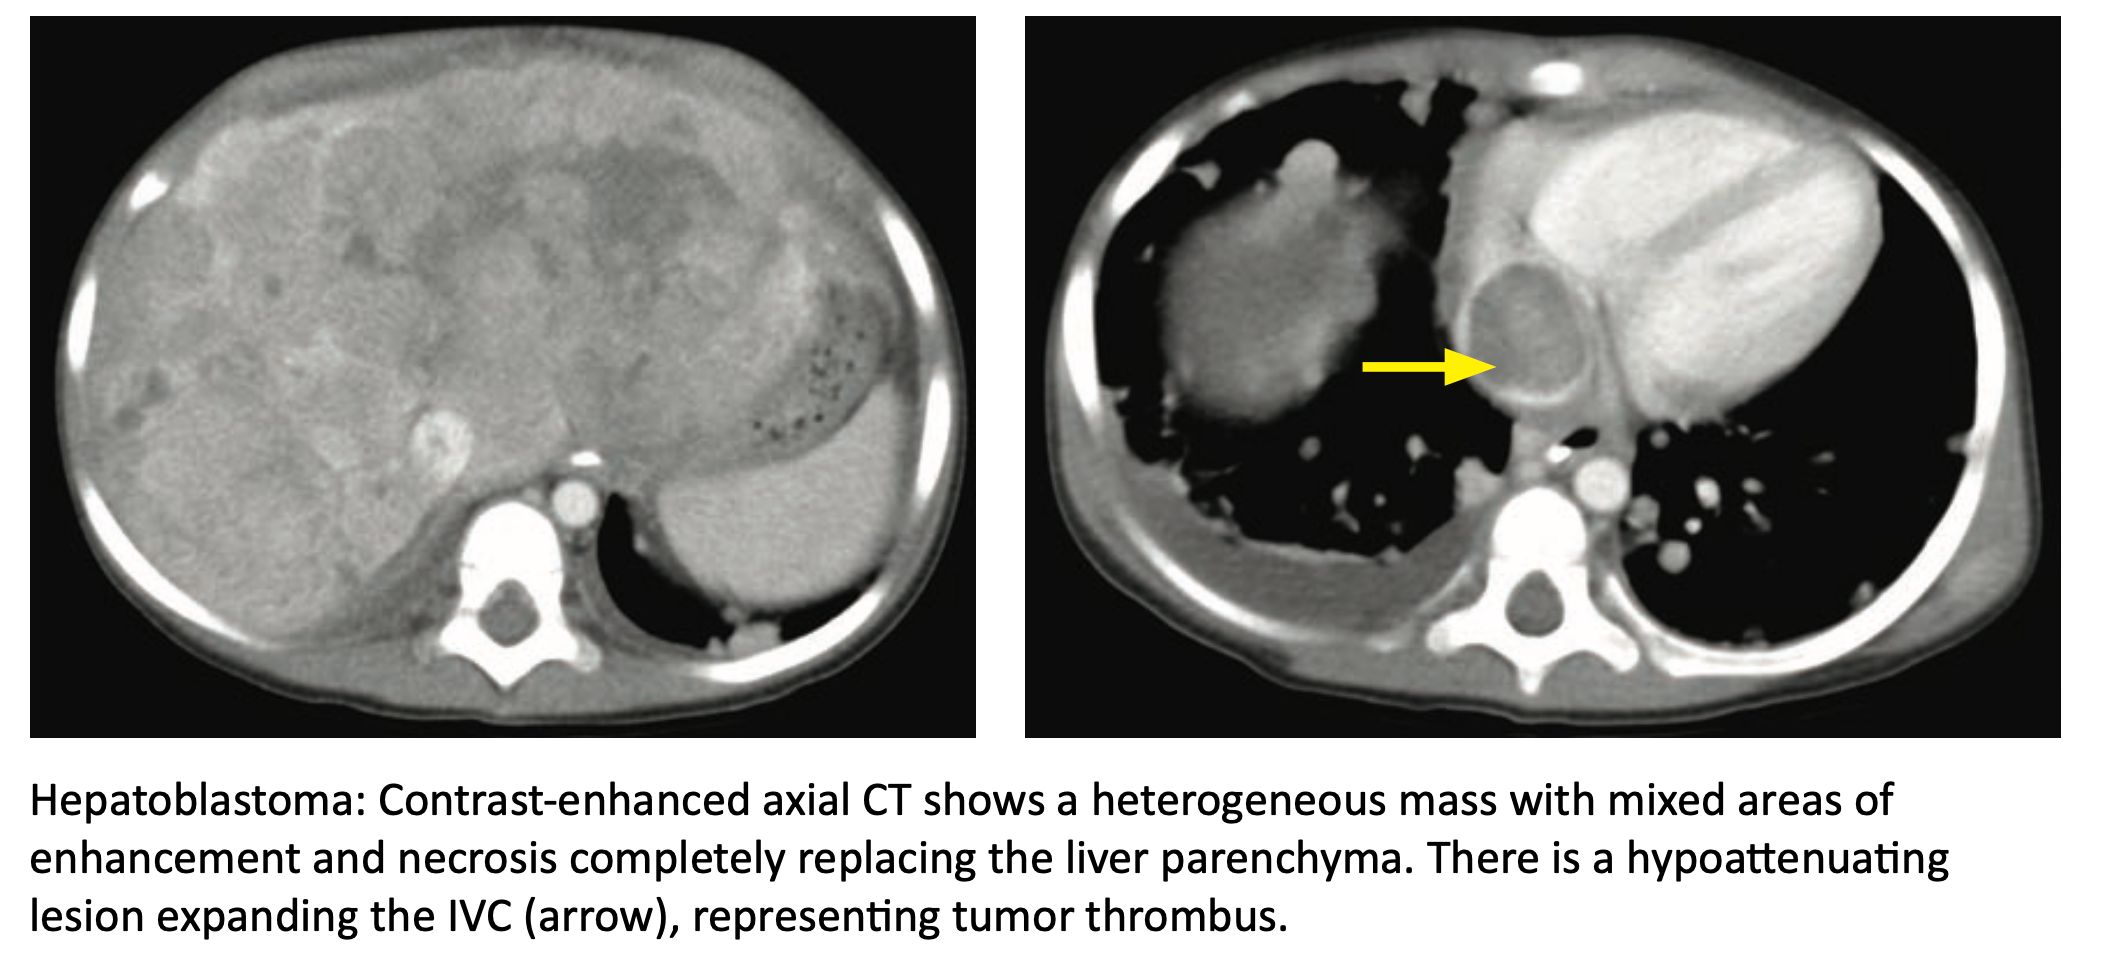 Hepatoblastoma: Contrast-enhanced axial CT shows a heterogeneous mass with mixed areas of
enhancement and necrosis completely replacing the liver parenchyma. There is a hypoattenuating
lesion expanding the IVC (arrow), representing tumor thrombus.